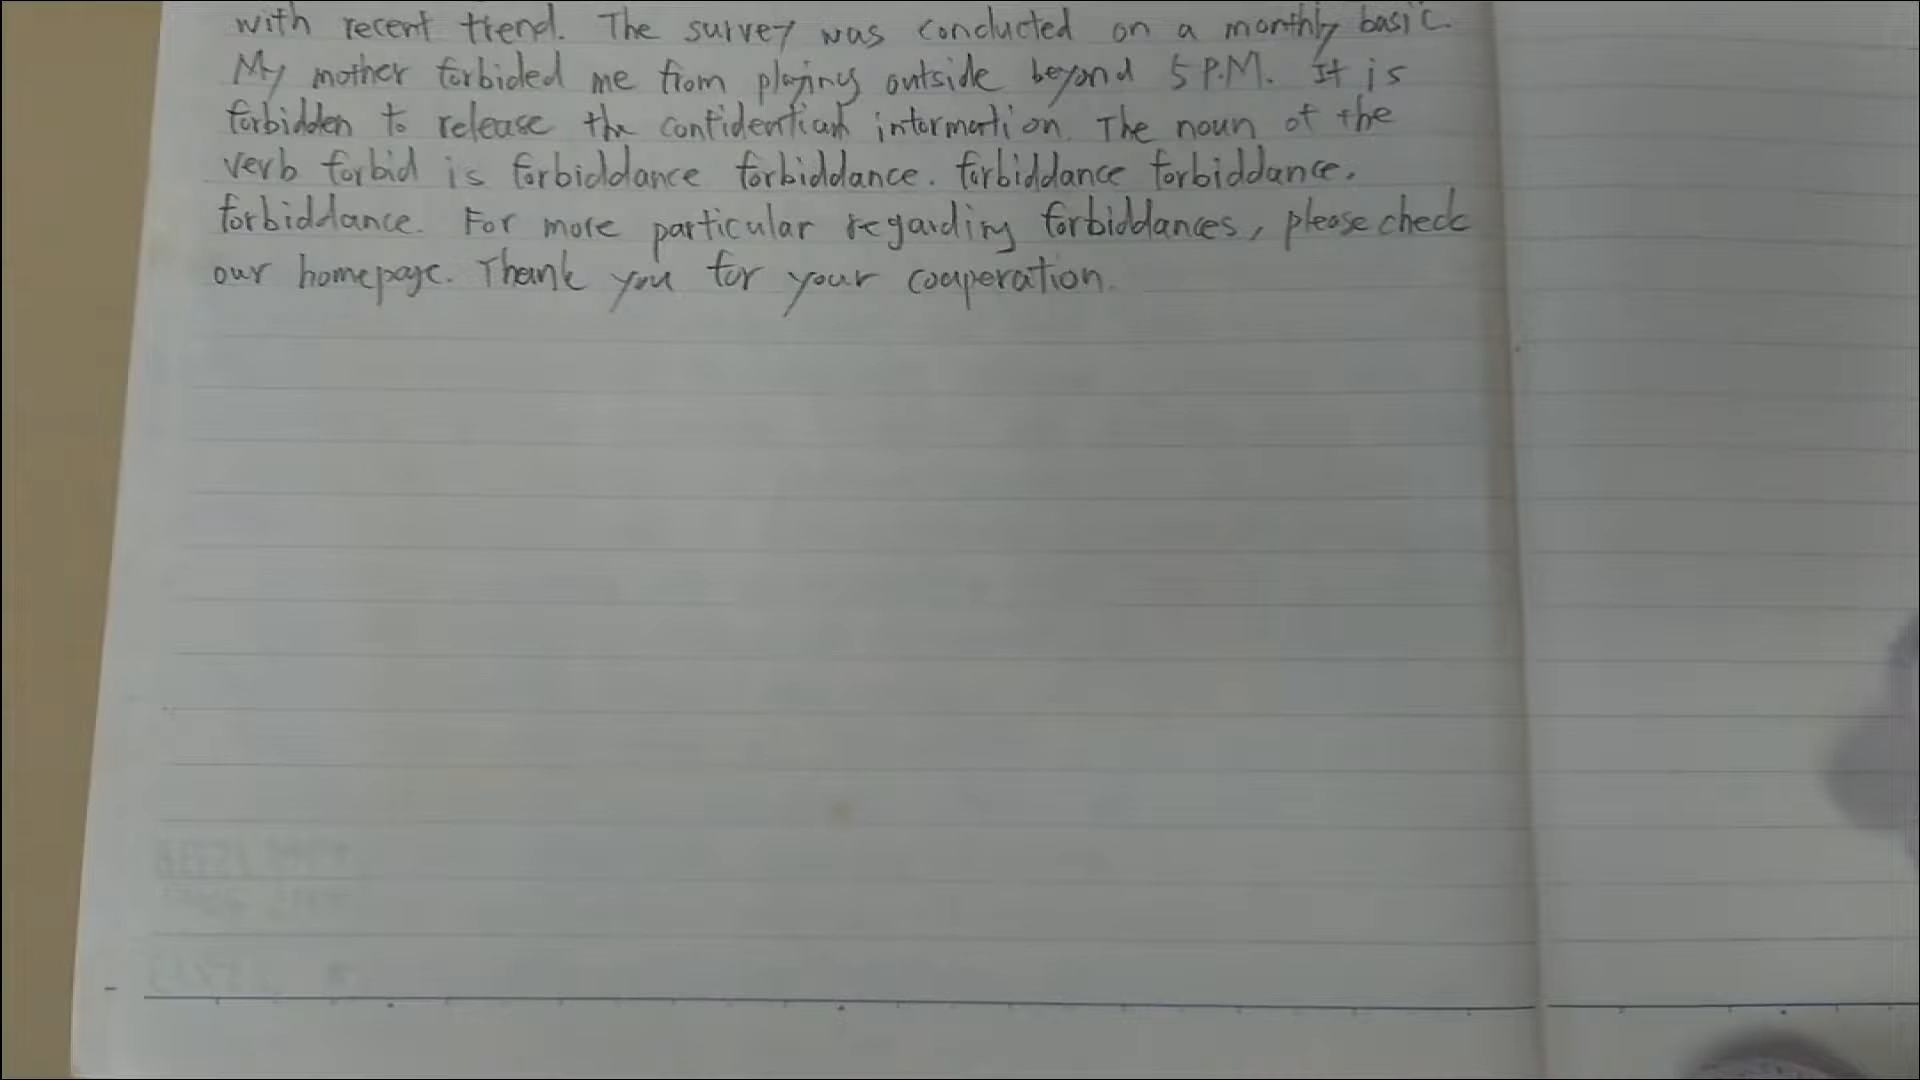 with recent trend. The survey was conducted on a monthly basic.
My mother forbided me from playing outside beyond 5 P.M. It is
forbidden to release the information. The noun of the
verb forbid is forbiddance forbiddance. forbiddance forbiddance.
forbiddance. For more particular regarding forbiddances, please check
our homepage. Thank you for your couperation.